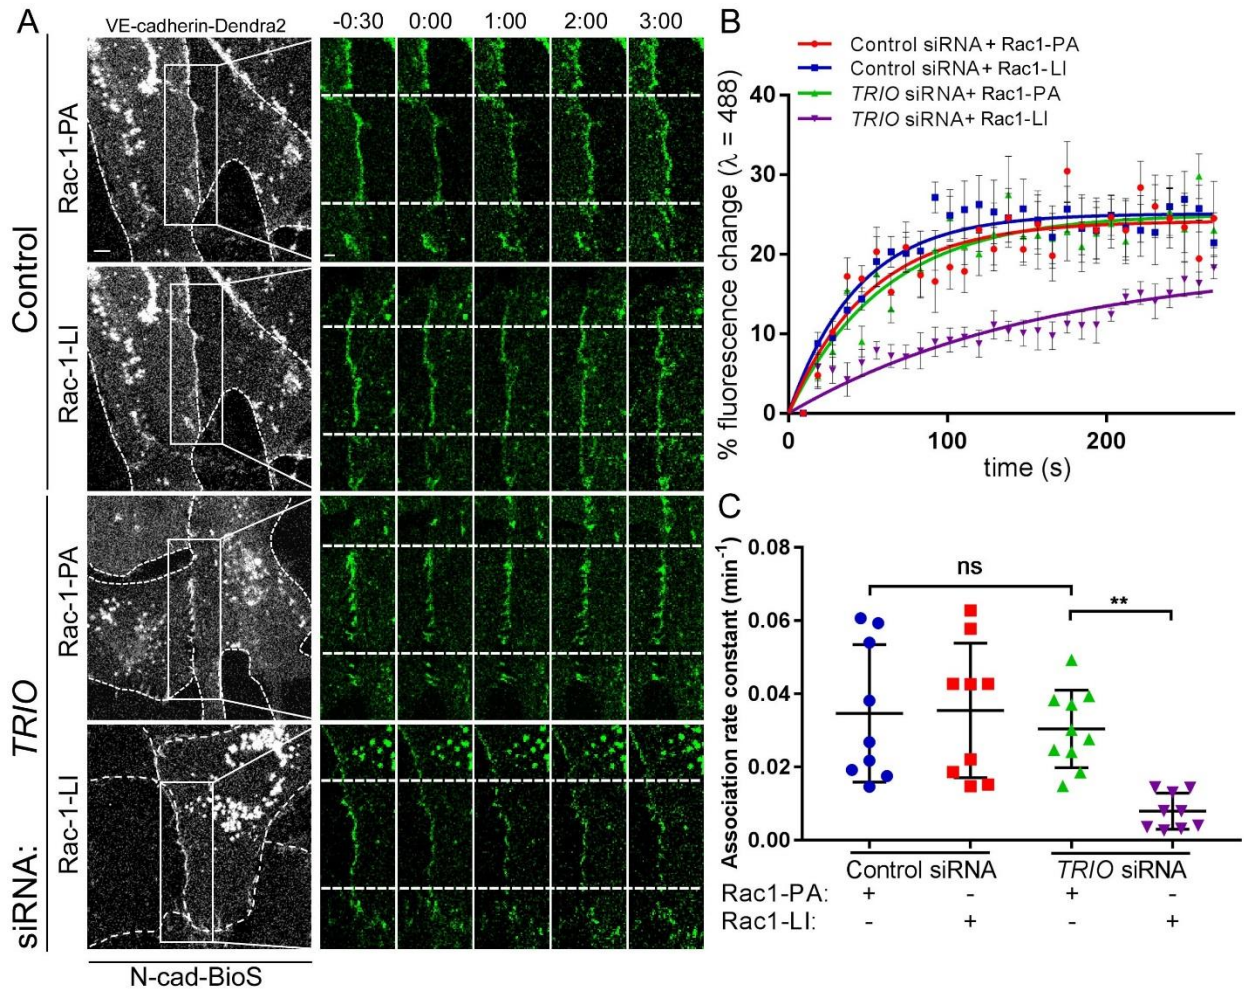 A
VE-cadherin-Dendra2
-0:30 0:00 1:00 2:00 3:00
Control
Rac-1-PA
Rac-1-LI
siRNA: TRIO
Rac-1-PA
Rac-1-LI
N-cad-BioS
B
Control siRNA + Rac1-PA
Control siRNA + Rac1-LI
TRIO siRNA + Rac1-PA
TRIO siRNA + Rac1-LI
% fluorescence change (λ = 488)
40
30
20
10
0
0 100 200
time (s)
C
Association rate constant (min⁻¹)
0.08
0.06
0.04
0.02
0.00
ns
**
Control siRNA TRIO siRNA
Rac1-PA: + - + -
Rac1-LI: - + - +